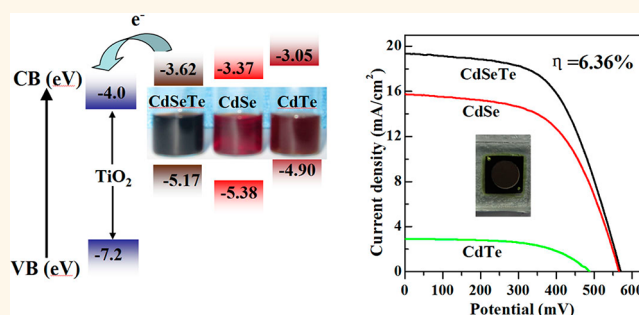 e-
CB (eV)
-4.0
-3.62
-3.37
-3.05
CdSeTe
CdSe
CdTe
TiO2
-5.17
-5.38
-4.90
-7.2
VB (eV)
Current density (mA/cm2)
20
16
12
8
4
0
η =6.36%
CdSeTe
CdSe
CdTe
0 100 200 300 400 500 600
Potential (mV)